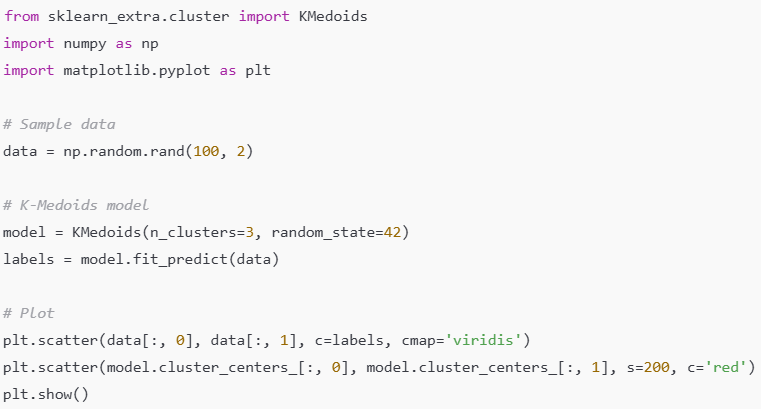 from sklearn_extra.cluster import KMedoids
import numpy as np
import matplotlib.pyplot as plt
# Sample data
data = np.random.rand(100, 2)
# K-Medoids model
model = KMedoids(n_clusters=3, random_state=42)
labels = model.fit_predict(data)
# Plot
plt.scatter(data[:, 0], data[:, 1], c=labels, cmap='viridis')
plt.scatter(model.cluster_centers_[:, 0], model.cluster_centers_[:, 1], s=200, c='red')
plt.show()